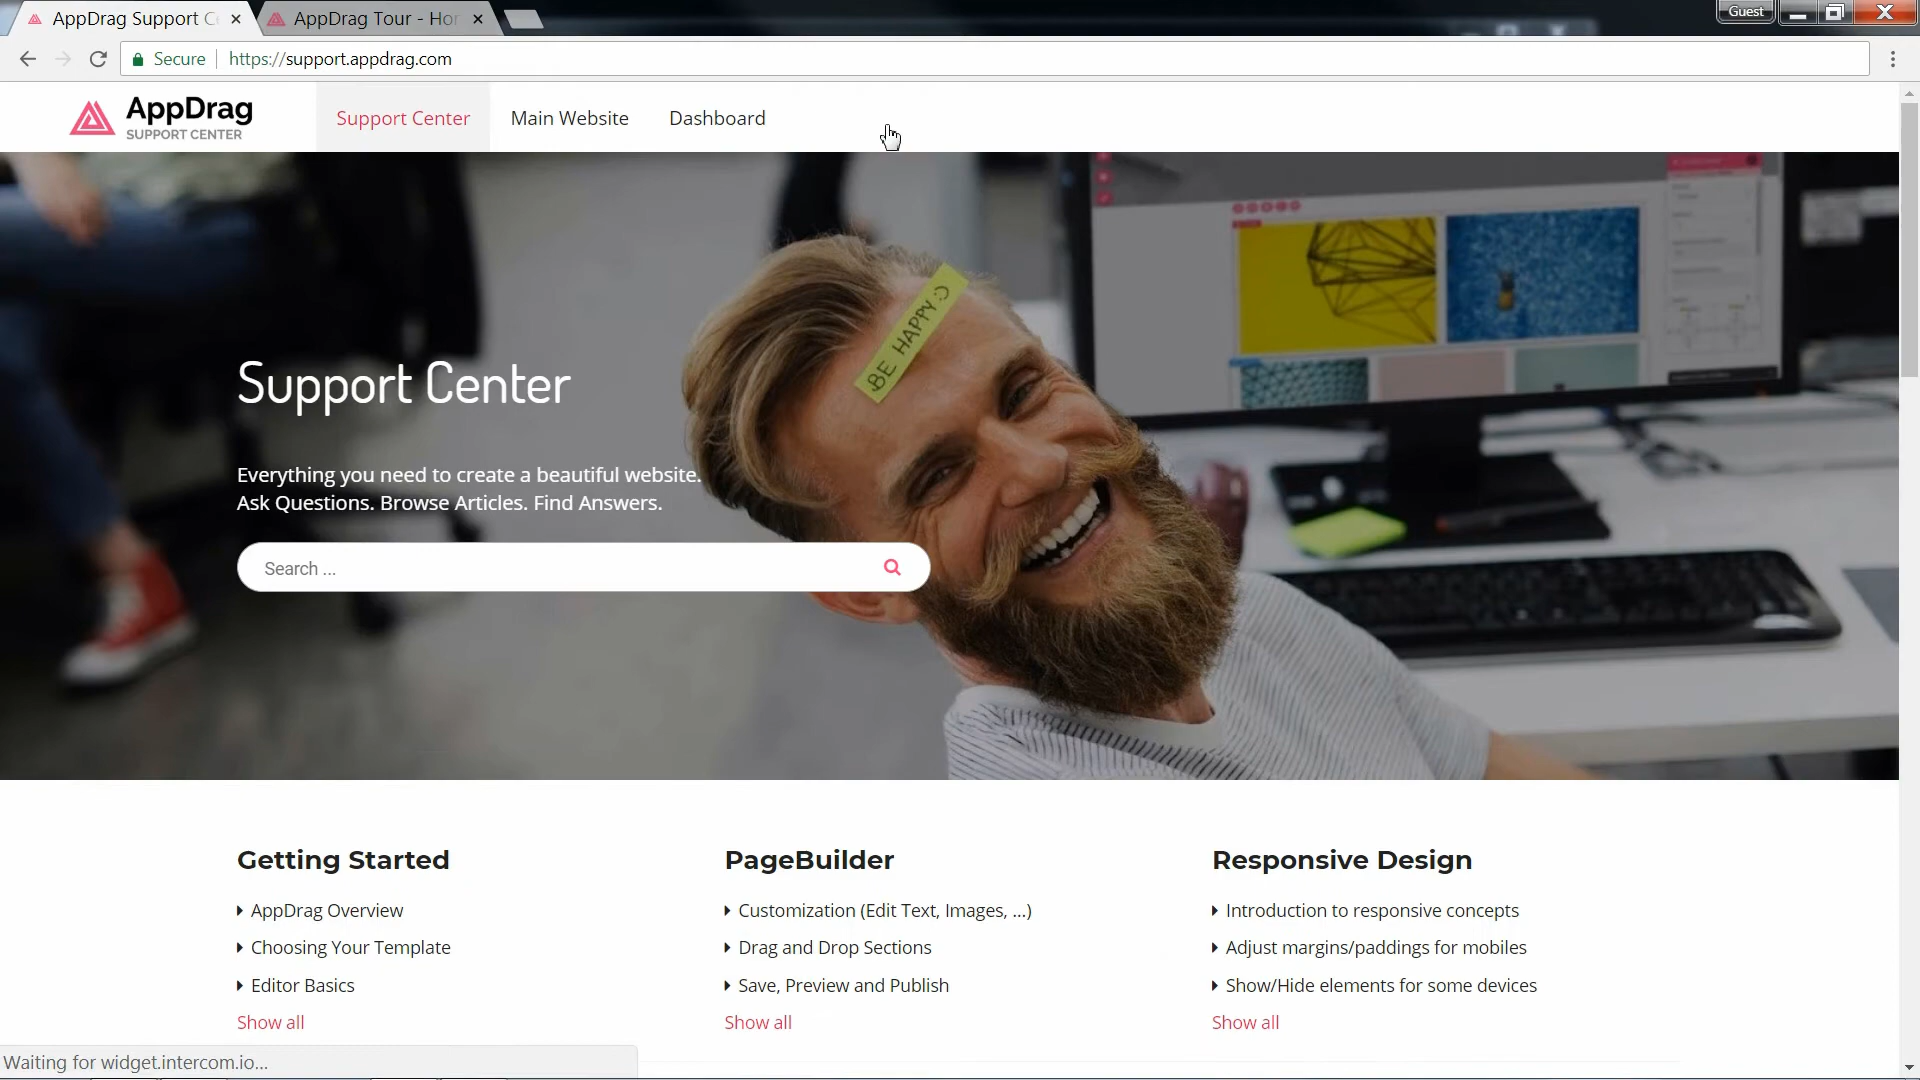 AppDrag Support C
AppDrag Tour - Ho
Guest
Secure
https://support.appdrag.com
AppDrag
SUPPORT CENTER
Support Center
Main Website
Dashboard
BE HAPPY:)
Support Center
Everything you need to create a beautiful website.
Ask Questions. Browse Articles. Find Answers.
Search ...
Getting Started
AppDrag Overview
Choosing Your Template
Editor Basics
Show all
PageBuilder
Customization (Edit Text, Images, ...)
Drag and Drop Sections
Save, Preview and Publish
Show all
Responsive Design
Introduction to responsive concepts
Adjust margins/paddings for mobiles
Show/Hide elements for some devices
Show all
Waiting for widget.intercom.io...